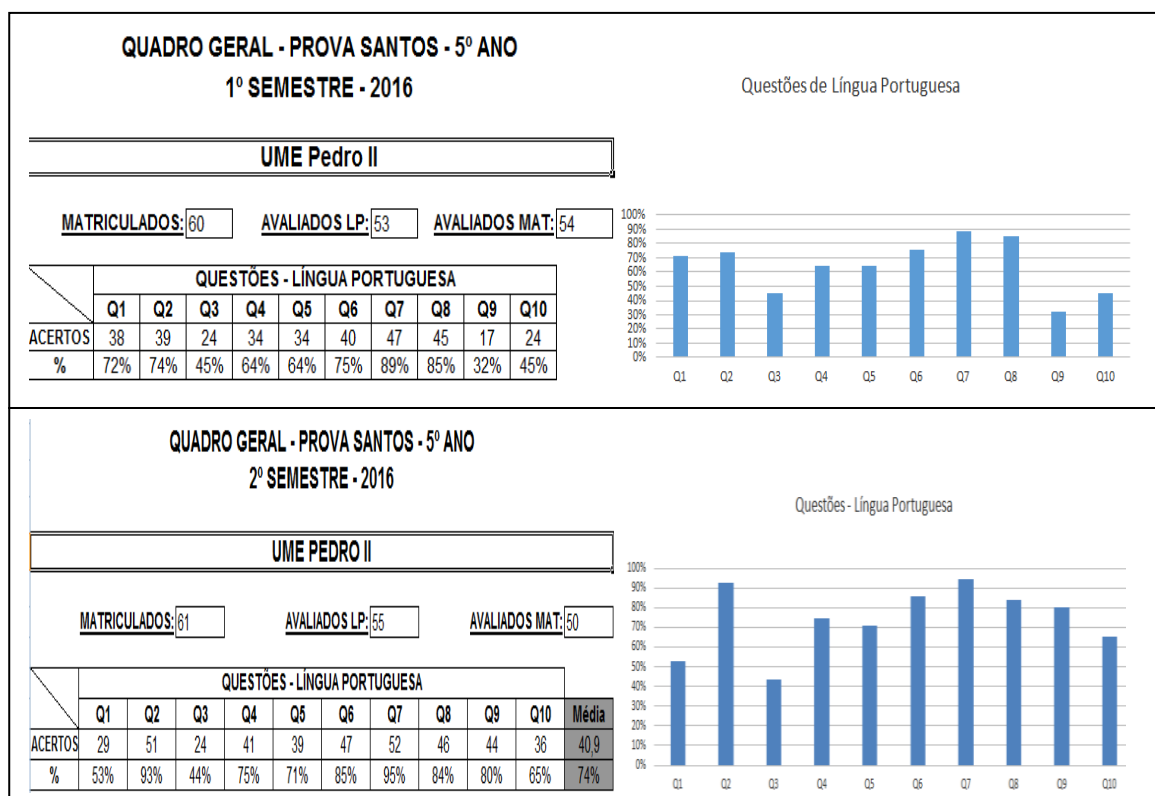 QUADRO GERAL - PROVA SANTOS - 5º ANO
1º SEMESTRE - 2016
UME Pedro II
MATRICULADOS: 60 AVALIADOS LP: 53 AVALIADOS MAT: 54
QUESTÕES - LÍNGUA PORTUGUESA
Q1 Q2 Q3 Q4 Q5 Q6 Q7 Q8 Q9 Q10
ACERTOS 38 39 24 34 34 40 47 45 17 24
% 72% 74% 45% 64% 64% 75% 89% 85% 32% 45%
Questões de Língua Portuguesa
100%
90%
80%
70%
60%
50%
40%
30%
20%
10%
0%
Q1 Q2 Q3 Q4 Q5 Q6 Q7 Q8 Q9 Q10
QUADRO GERAL - PROVA SANTOS - 5º ANO
2º SEMESTRE - 2016
UME PEDRO II
MATRICULADOS: 61 AVALIADOS LP: 55 AVALIADOS MAT: 50
QUESTÕES - LÍNGUA PORTUGUESA
Q1 Q2 Q3 Q4 Q5 Q6 Q7 Q8 Q9 Q10 Média
ACERTOS 29 51 24 41 39 47 52 46 44 36 40,9
% 53% 93% 44% 75% 71% 85% 95% 84% 80% 65% 74%
Questões - Língua Portuguesa
100%
90%
80%
70%
60%
50%
40%
30%
20%
10%
0%
Q1 Q2 Q3 Q4 Q5 Q6 Q7 Q8 Q9 Q10